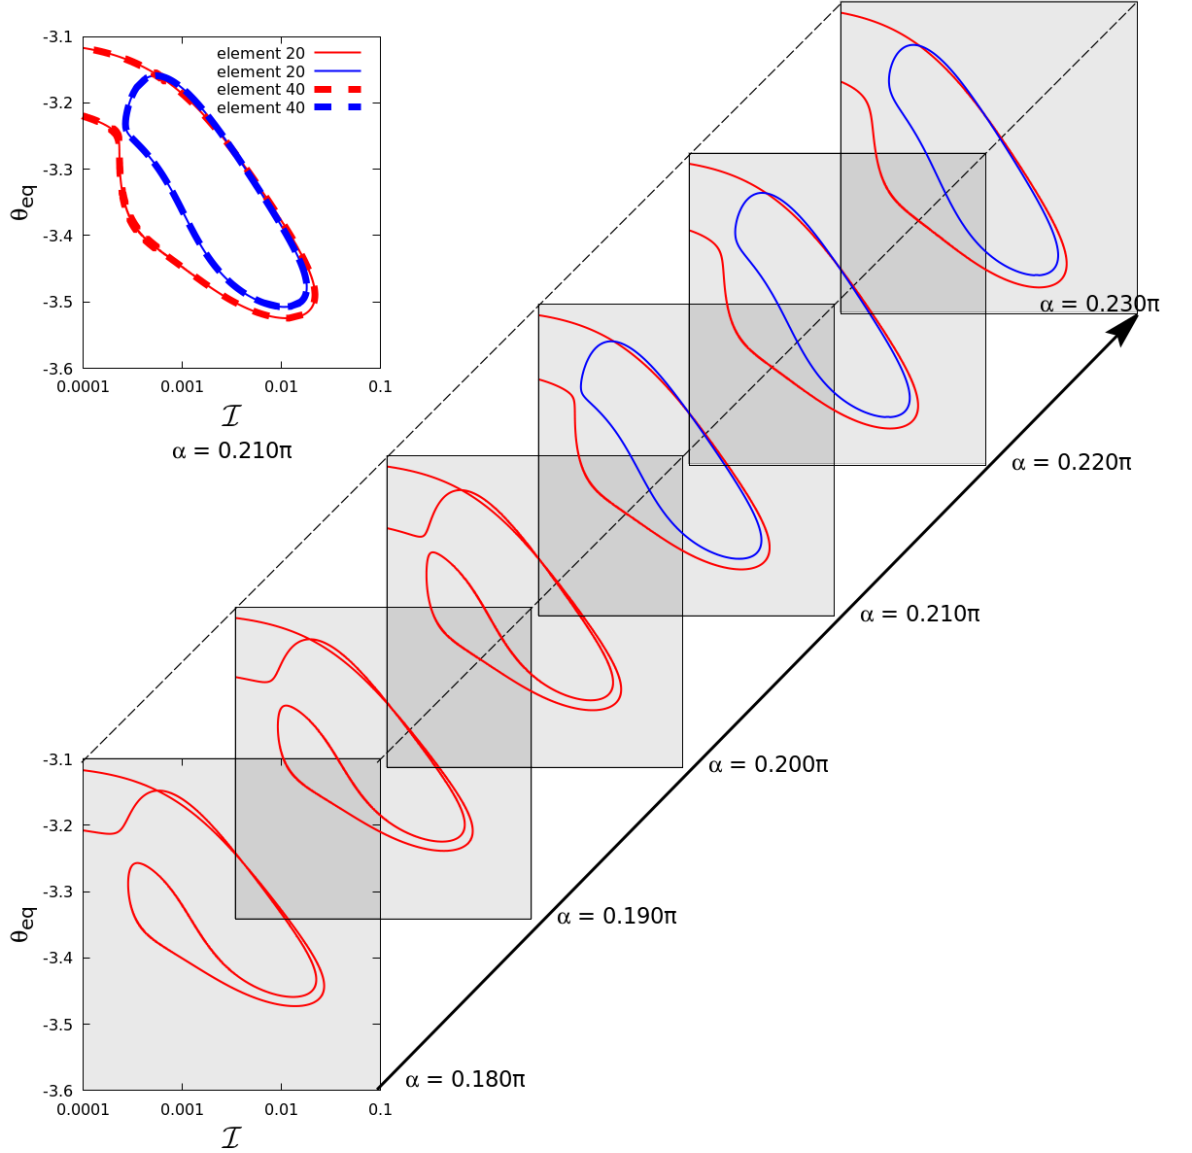 -3.1
-3.2
-3.3
-3.4
-3.5
-3.6
θeq
element 20
element 20
element 40
element 40
0.0001
0.001
0.01
0.1
ℐ
α = 0.210π
α = 0.230π
α = 0.220π
α = 0.210π
α = 0.200π
α = 0.190π
α = 0.180π
-3.1
-3.2
-3.3
-3.4
-3.5
-3.6
θeq
0.0001
0.001
0.01
0.1
ℐ